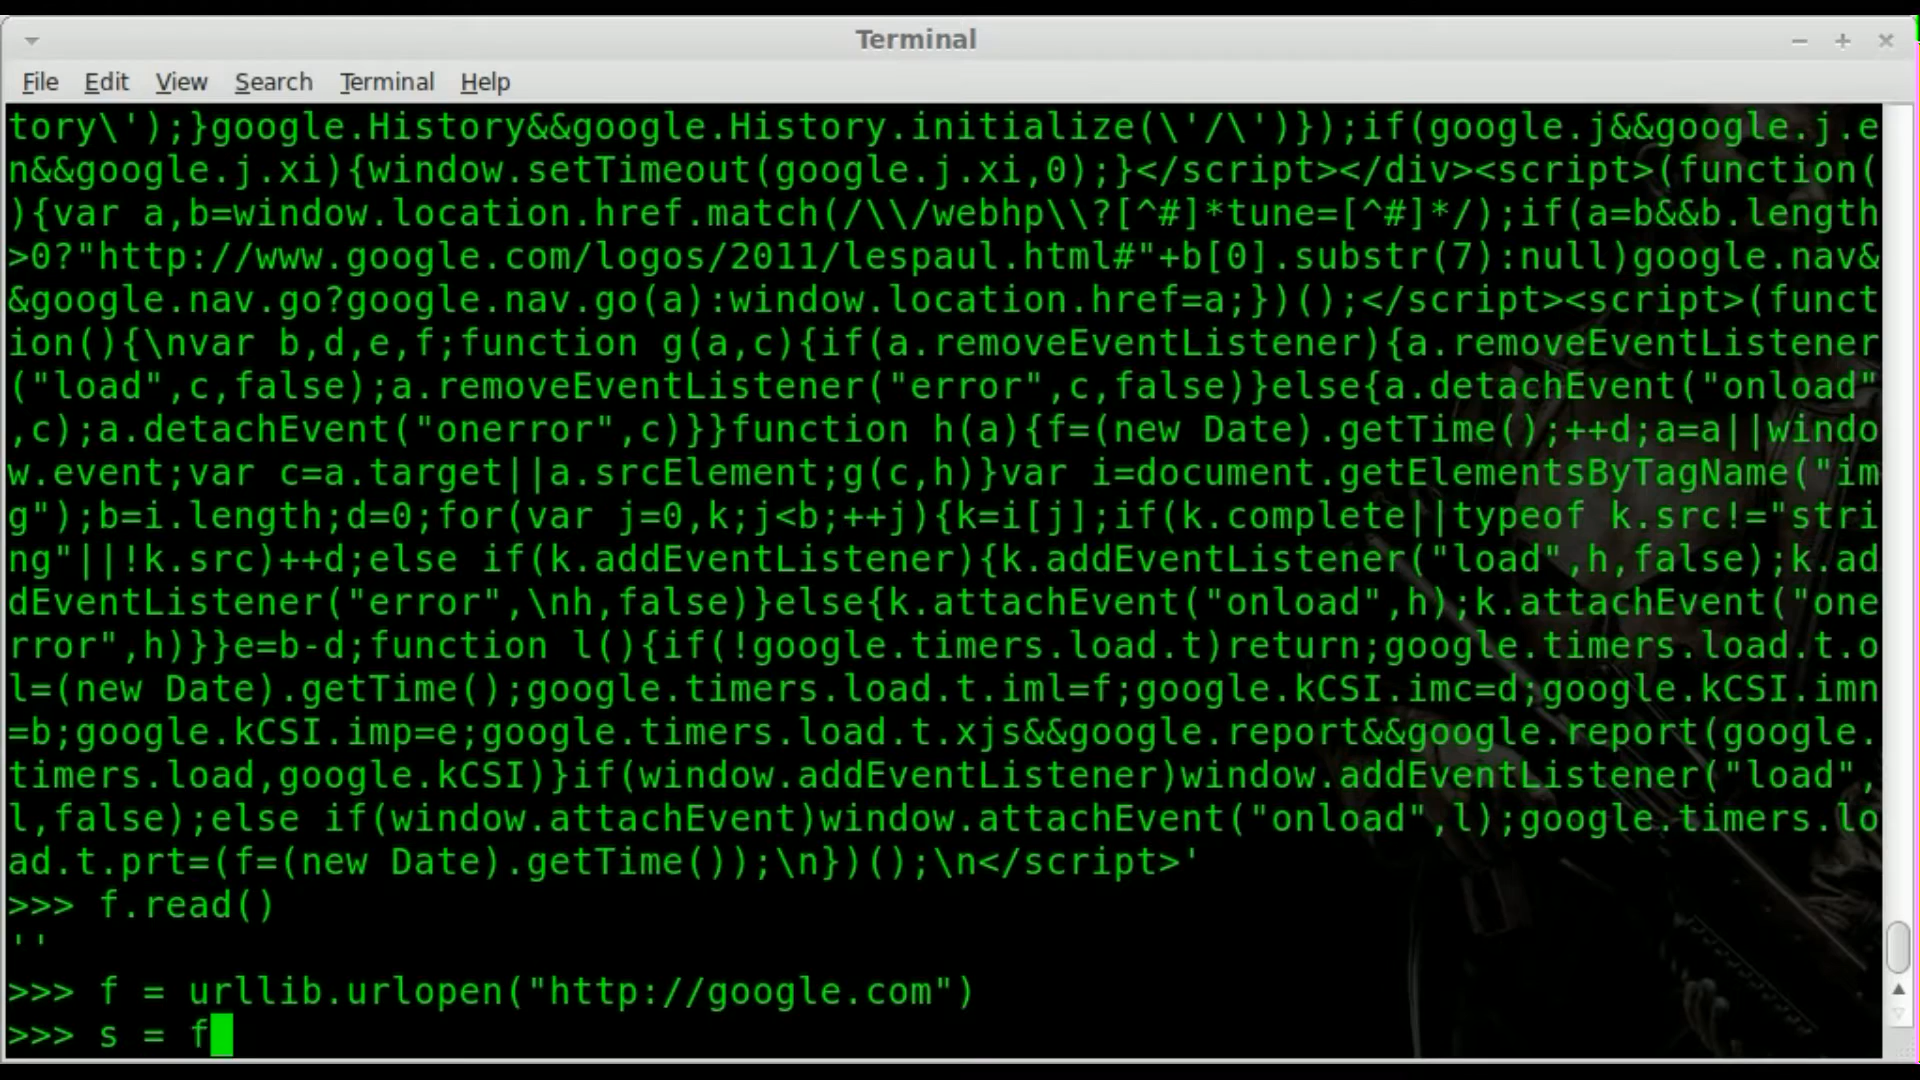 Terminal
File Edit View Search Terminal Help
tory\');}google.History&&google.History.initialize(\'/\')});if(google.j&&google.j.e
n&&google.j.xi){window.setTimeout(google.j.xi,0);}</script></div><script>(function(
){var a,b=window.location.href.match(/\\/webhp\\?[^#]*tune=[^#]*/);if(a=b&&b.length
>0?"http://www.google.com/logos/2011/lespaul.html#"+b[0].substr(7):null)google.nav&
&google.nav.go?google.nav.go(a):window.location.href=a;})();</script><script>(funct
ion(){\nvar b,d,e,f;function g(a,c){if(a.removeEventListener){a.removeEventListener
("load",c,false);a.removeEventListener("error",c,false)}else{a.detachEvent("onload"
,c);a.detachEvent("onerror",c)}}function h(a){f=(new Date).getTime();++d;a=a||windo
w.event;var c=a.target||a.srcElement;g(c,h)}var i=document.getElementsByTagName("im
g");b=i.length;d=0;for(var j=0,k;j<b;++j){k=i[j];if(k.complete||typeof k.src!="stri
ng"||!k.src)++d;else if(k.addEventListener){k.addEventListener("load",h,false);k.ad
dEventListener("error",\nh,false)}else{k.attachEvent("onload",h);k.attachEvent("one
rror",h)}}e=b-d;function l(){if(!google.timers.load.t)return;google.timers.load.t.o
l=(new Date).getTime();google.timers.load.t.iml=f;google.kCSI.imc=d;google.kCSI.imn
=b;google.kCSI.imp=e;google.timers.load.t.xjs&&google.report&&google.report(google.
timers.load,google.kCSI)}if(window.addEventListener)window.addEventListener("load",
l,false);else if(window.attachEvent)window.attachEvent("onload",l);google.timers.lo
ad.t.prt=(f=(new Date).getTime());\n})();\n</script>'
>>> f.read()
''
>>> f = urllib.urlopen("http://google.com")
>>> s = f